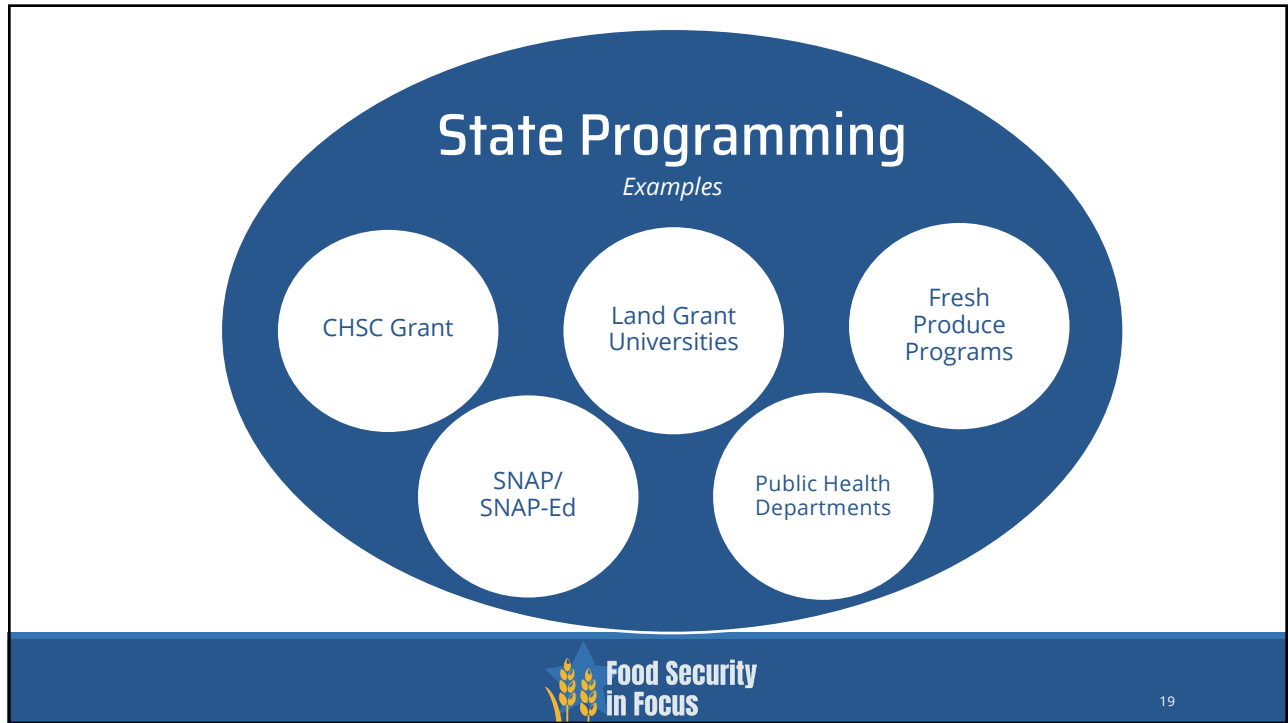 State Programming
Examples
CHSC Grant
Land Grant
Universities
Fresh
Produce
Programs
SNAP/
SNAP-Ed
Public Health
Departments
Food Security
in Focus
19